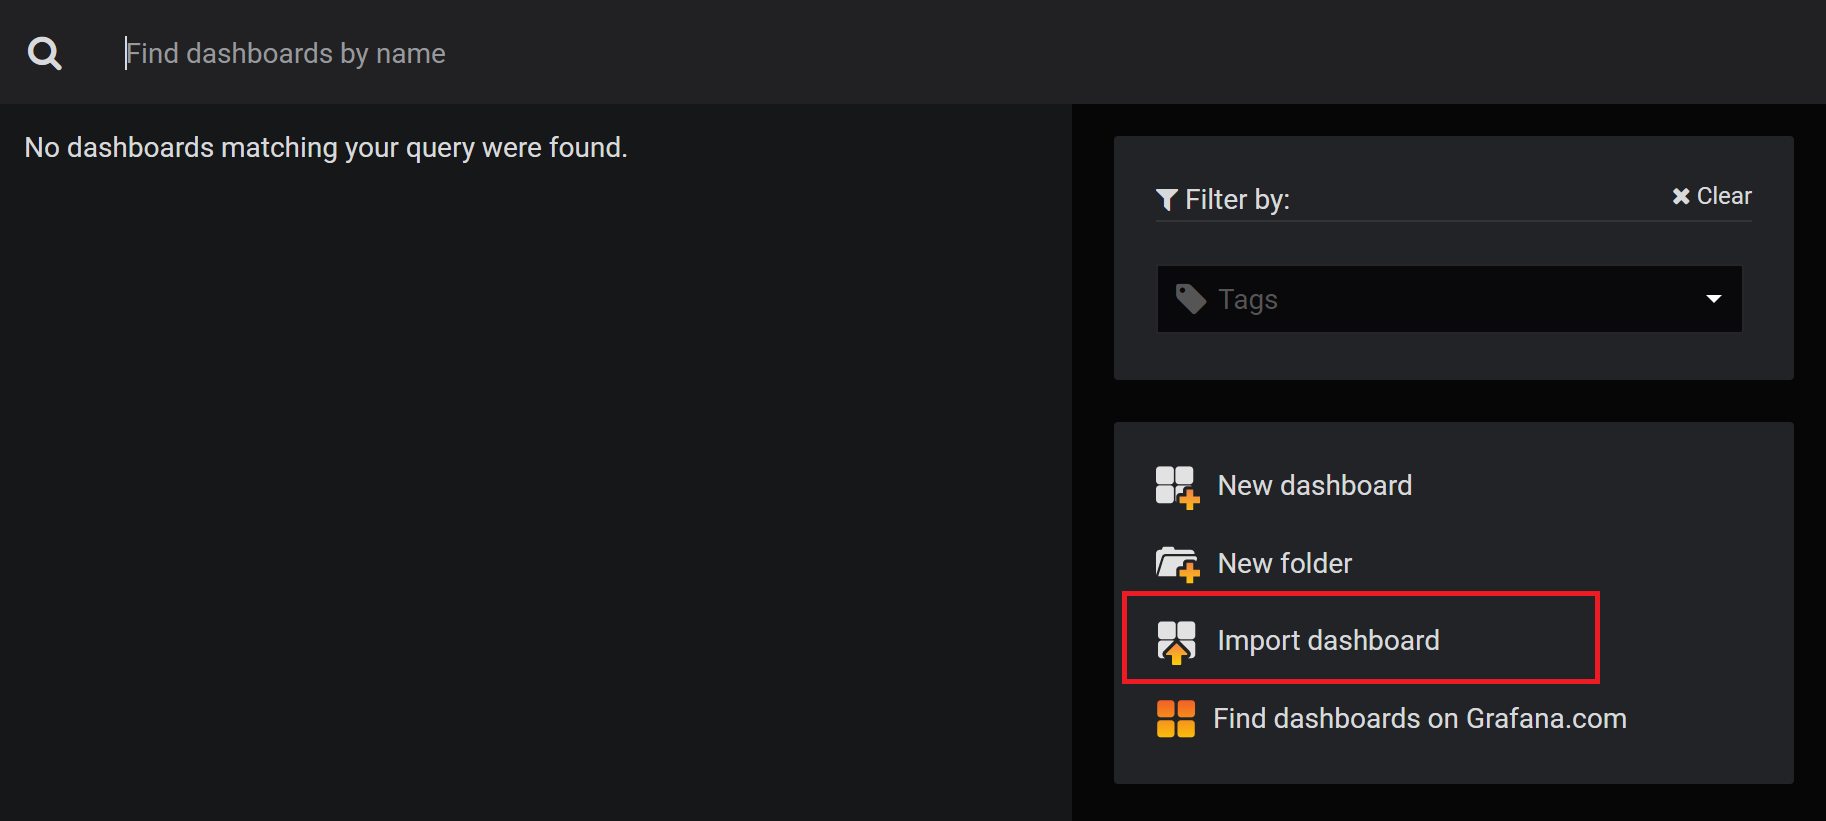 Find dashboards by name
No dashboards matching your query were found.
Filter by:
Clear
Tags
New dashboard
New folder
Import dashboard
Find dashboards on Grafana.com